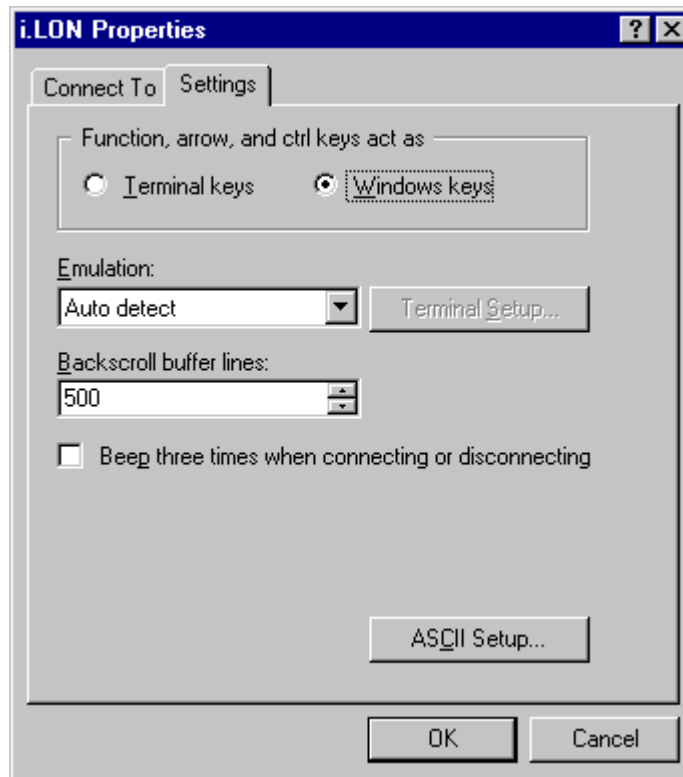 i.LON Properties
Connect To Settings
Function, arrow, and ctrl keys act as
Terminal keys Windows keys
Emulation:
Auto detect Terminal Setup...
Backscroll buffer lines:
500
Beep three times when connecting or disconnecting
ASCII Setup...
OK Cancel